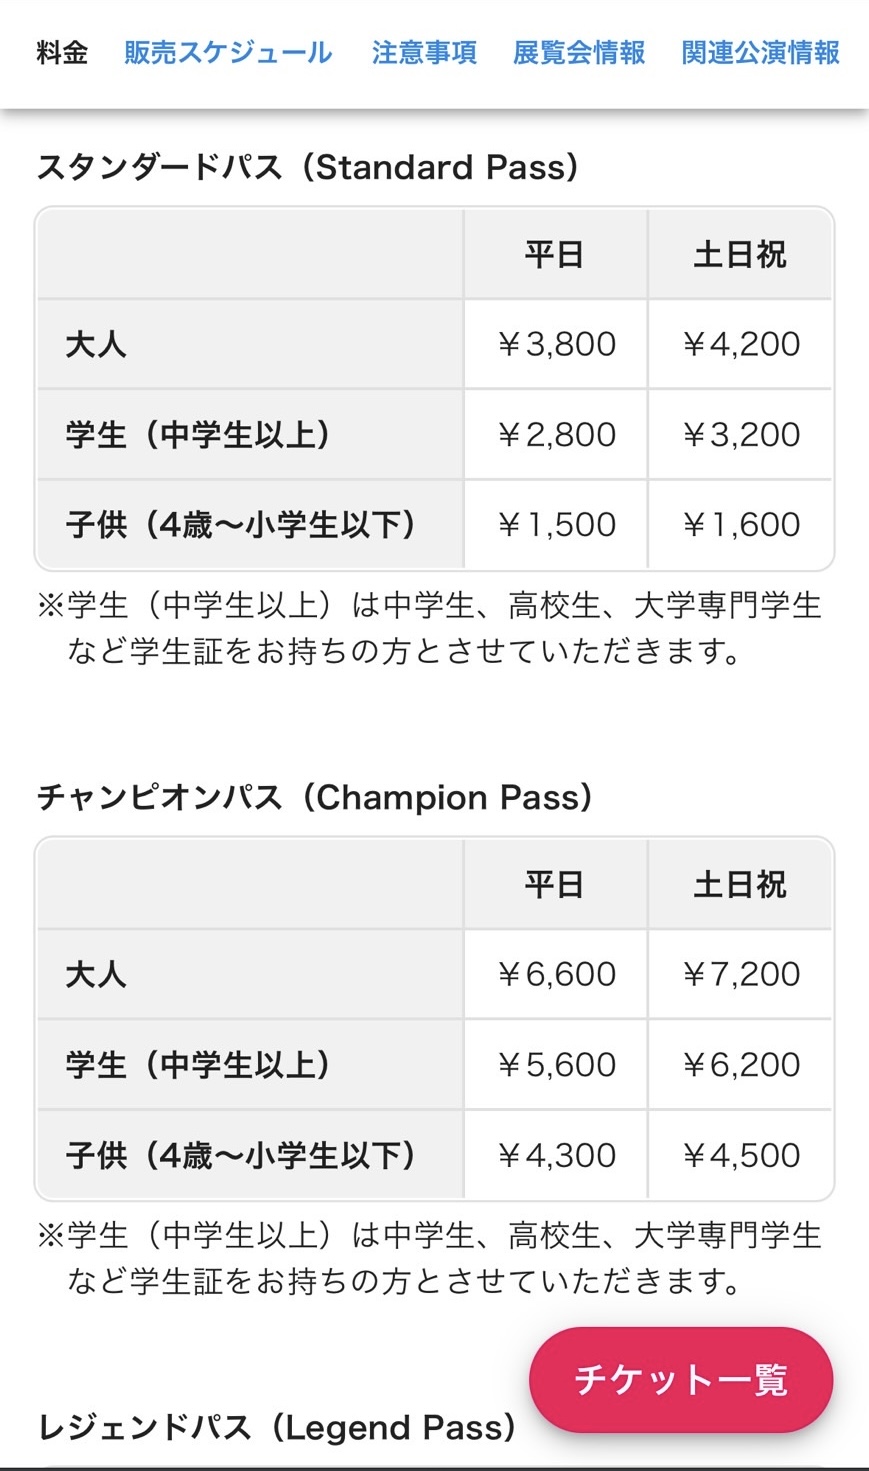 料金 販売スケジュール 注意事項 展覧会情報 関連公演情報
スタンダードパス（Standard Pass）
平日 土日祝
大人 ¥3,800 ¥4,200
学生（中学生以上） ¥2,800 ¥3,200
子供（4歳〜小学生以下） ¥1,500 ¥1,600
※学生（中学生以上）は中学生、高校生、大学専門学生
など学生証をお持ちの方とさせていただきます。
チャンピオンパス（Champion Pass）
平日 土日祝
大人 ¥6,600 ¥7,200
学生（中学生以上） ¥5,600 ¥6,200
子供（4歳〜小学生以下） ¥4,300 ¥4,500
※学生（中学生以上）は中学生、高校生、大学専門学生
など学生証をお持ちの方とさせていただきます。
チケット一覧
レジェンドパス（Legend Pass）